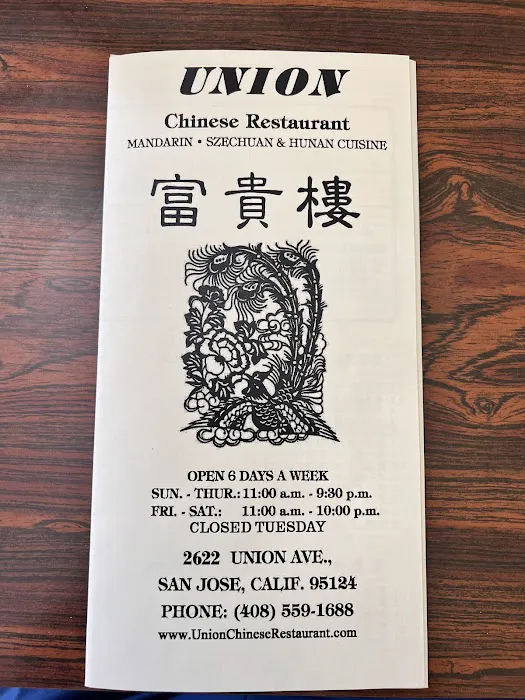 UNION
Chinese Restaurant
MANDARIN • SZECHUAN & HUNAN CUISINE
富貴樓
OPEN 6 DAYS A WEEK
SUN. - THUR.: 11:00 a.m. - 9:30 p.m.
FRI. - SAT.: 11:00 a.m. - 10:00 p.m.
CLOSED TUESDAY
2622 UNION AVE.,
SAN JOSE, CALIF. 95124
PHONE: (408) 559-1688
www.UnionChineseRestaurant.com